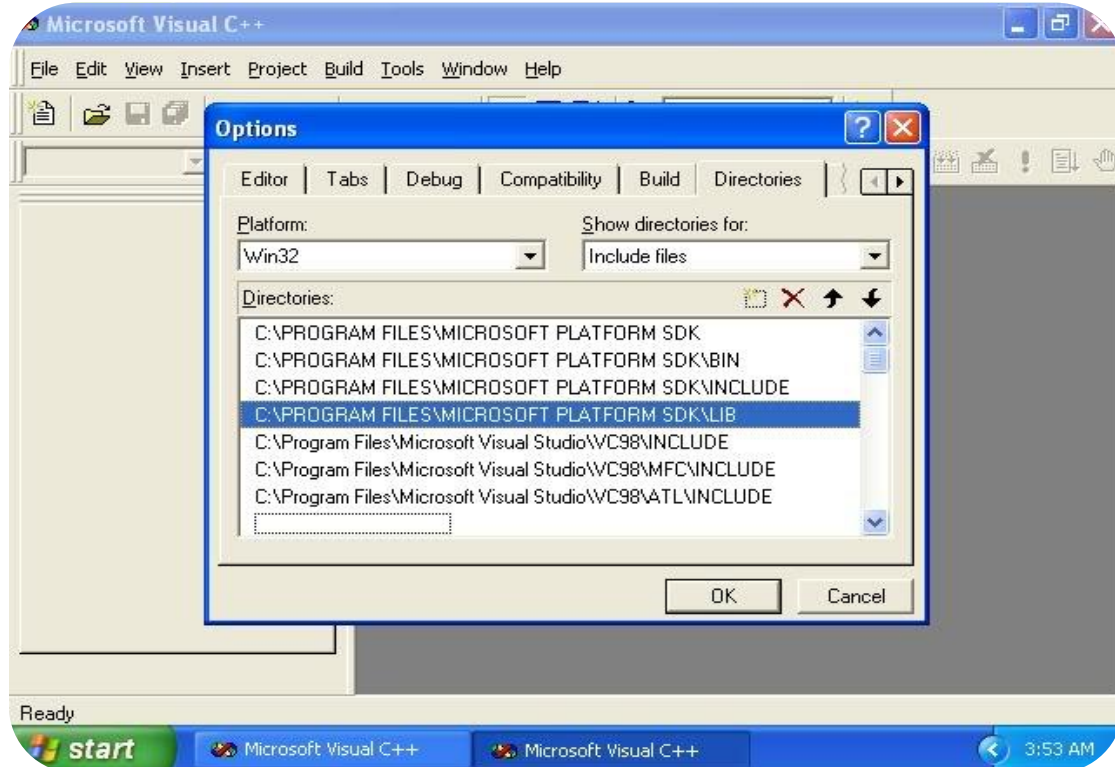 Microsoft Visual C++
File Edit View Insert Project Build Tools Window Help
Options
Editor Tabs Debug Compatibility Build Directories
Platform: Show directories for:
Win32 Include files
Directories:
C:\PROGRAM FILES\MICROSOFT PLATFORM SDK
C:\PROGRAM FILES\MICROSOFT PLATFORM SDK\BIN
C:\PROGRAM FILES\MICROSOFT PLATFORM SDK\INCLUDE
C:\PROGRAM FILES\MICROSOFT PLATFORM SDK\LIB
C:\Program Files\Microsoft Visual Studio\VC98\INCLUDE
C:\Program Files\Microsoft Visual Studio\VC98\MFC\INCLUDE
C:\Program Files\Microsoft Visual Studio\VC98\ATL\INCLUDE
OK Cancel
Ready
start Microsoft Visual C++ Microsoft Visual C++ 3:53 AM